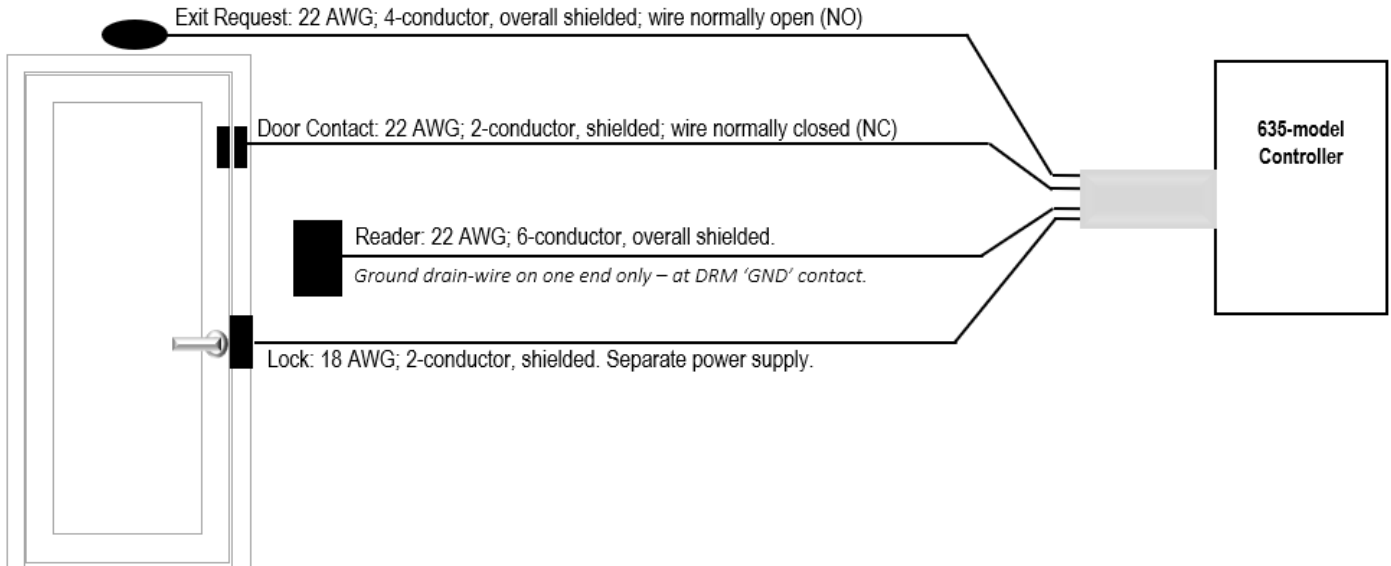 Exit Request: 22 AWG; 4-conductor, overall shielded; wire normally open (NO)
Door Contact: 22 AWG; 2-conductor, shielded; wire normally closed (NC)
635-model
Controller
Reader: 22 AWG; 6-conductor, overall shielded.
Ground drain-wire on one end only – at DRM ‘GND’ contact.
Lock: 18 AWG; 2-conductor, shielded. Separate power supply.